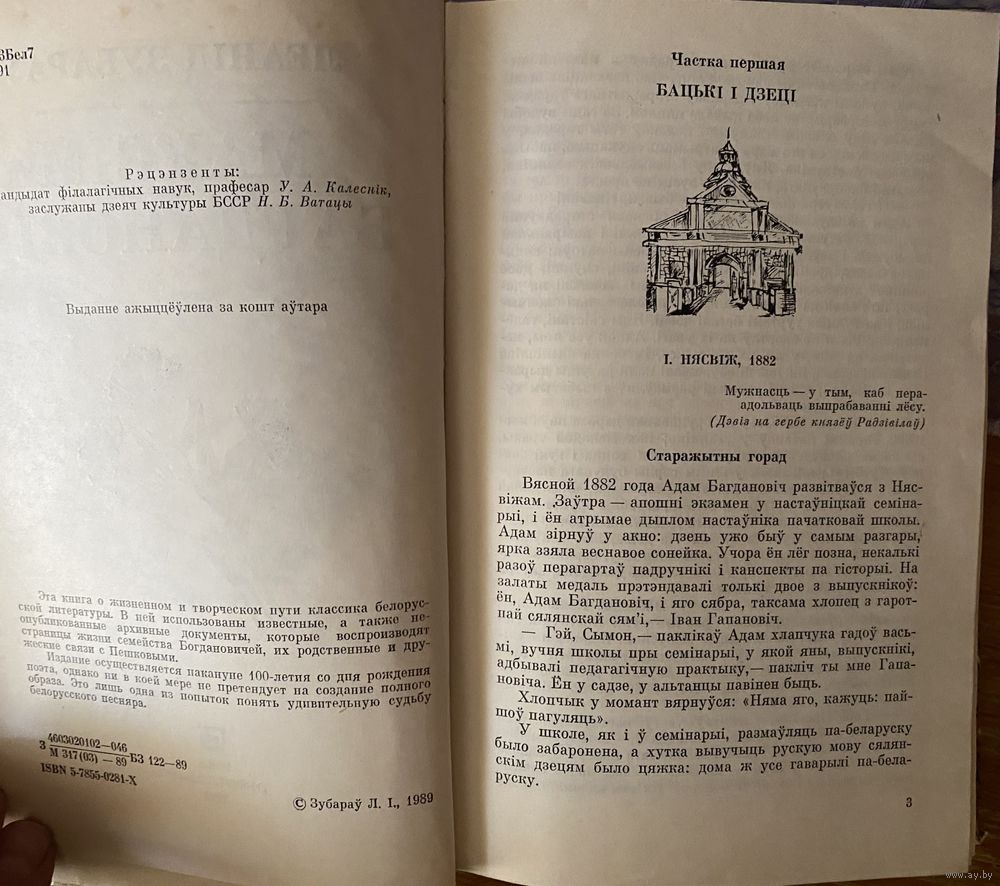 3Бел7
91
Рэцэнзенты:
андыдат філалагічных навук, прафесар У. А. Калеснік,
заслужаны дзеяч культуры БССР Н. Б. Ватацы
Выданне ажыццёўлена за кошт аўтара
Эта книга о жизненном и творческом пути классика белорус-
ской литературы. В ней использованы известные, а также не-
опубликованные архивные документы, которые воспроизводят
страницы жизни семейства Богдановичей, их родственные и дру-
жеские связи с Пешковыми.
Издание осуществляется накануне 100-летия со дня рождения
поэта, однако ни в коей мере не претендует на создание полного
образа. Это лишь одна из попыток понять удивительную судьбу
белорусского песняра.
З 4603020102—046
М 317(03) — 89 БЗ 122—89
ISBN 5-7855-0281-X
© Зубараў Л. І., 1989
Частка першая
БАЦЬКІ І ДЗЕЦІ
I. НЯСВІЖ, 1882
Мужнасць — у тым, каб пера-
адольваць выпрабаванні лёсу.
(Дэвіз на гербе князёў Радзівілаў)
Старажытны горад
Вясной 1882 года Адам Багдановіч развітваўся з Няс-
віжам. Заўтра — апошні экзамен у настаўніцкай семіна-
рыі, і ён атрымае дыплом настаўніка пачатковай школы.
Адам зірнуў у акно: дзень ужо быў у самым разгары,
ярка ззяла веснавое сонейка. Учора ён лёг позна, некалькі
разоў перагартаў падручнікі і канспекты па гісторыі. На
залаты медаль прэтэндавалі толькі двое з выпускнікоў:
ён, Адам Багдановіч, і яго сябра, таксама хлопец з гарот-
най сялянскай сям'і,— Іван Гапановіч.
— Гэй, Сымон,— паклікаў Адам хлапчука гадоў вась-
мі, вучня школы пры семінарыі, у якой яны, выпускнікі,
адбывалі педагагічную практыку,— пакліч ты мне Гапа-
новіча. Ён у садзе, у альтанцы павінен быць.
Хлопчык у момант вярнуўся: «Няма яго, кажуць: пай-
шоў пагуляць».
У школе, як і ў семінарыі, размаўляць па-беларуску
было забаронена, а хутка вывучыць рускую мову сялян-
скім дзецям было цяжка: дома ж усе гаварылі па-бела-
руску.
3
www.ay.by